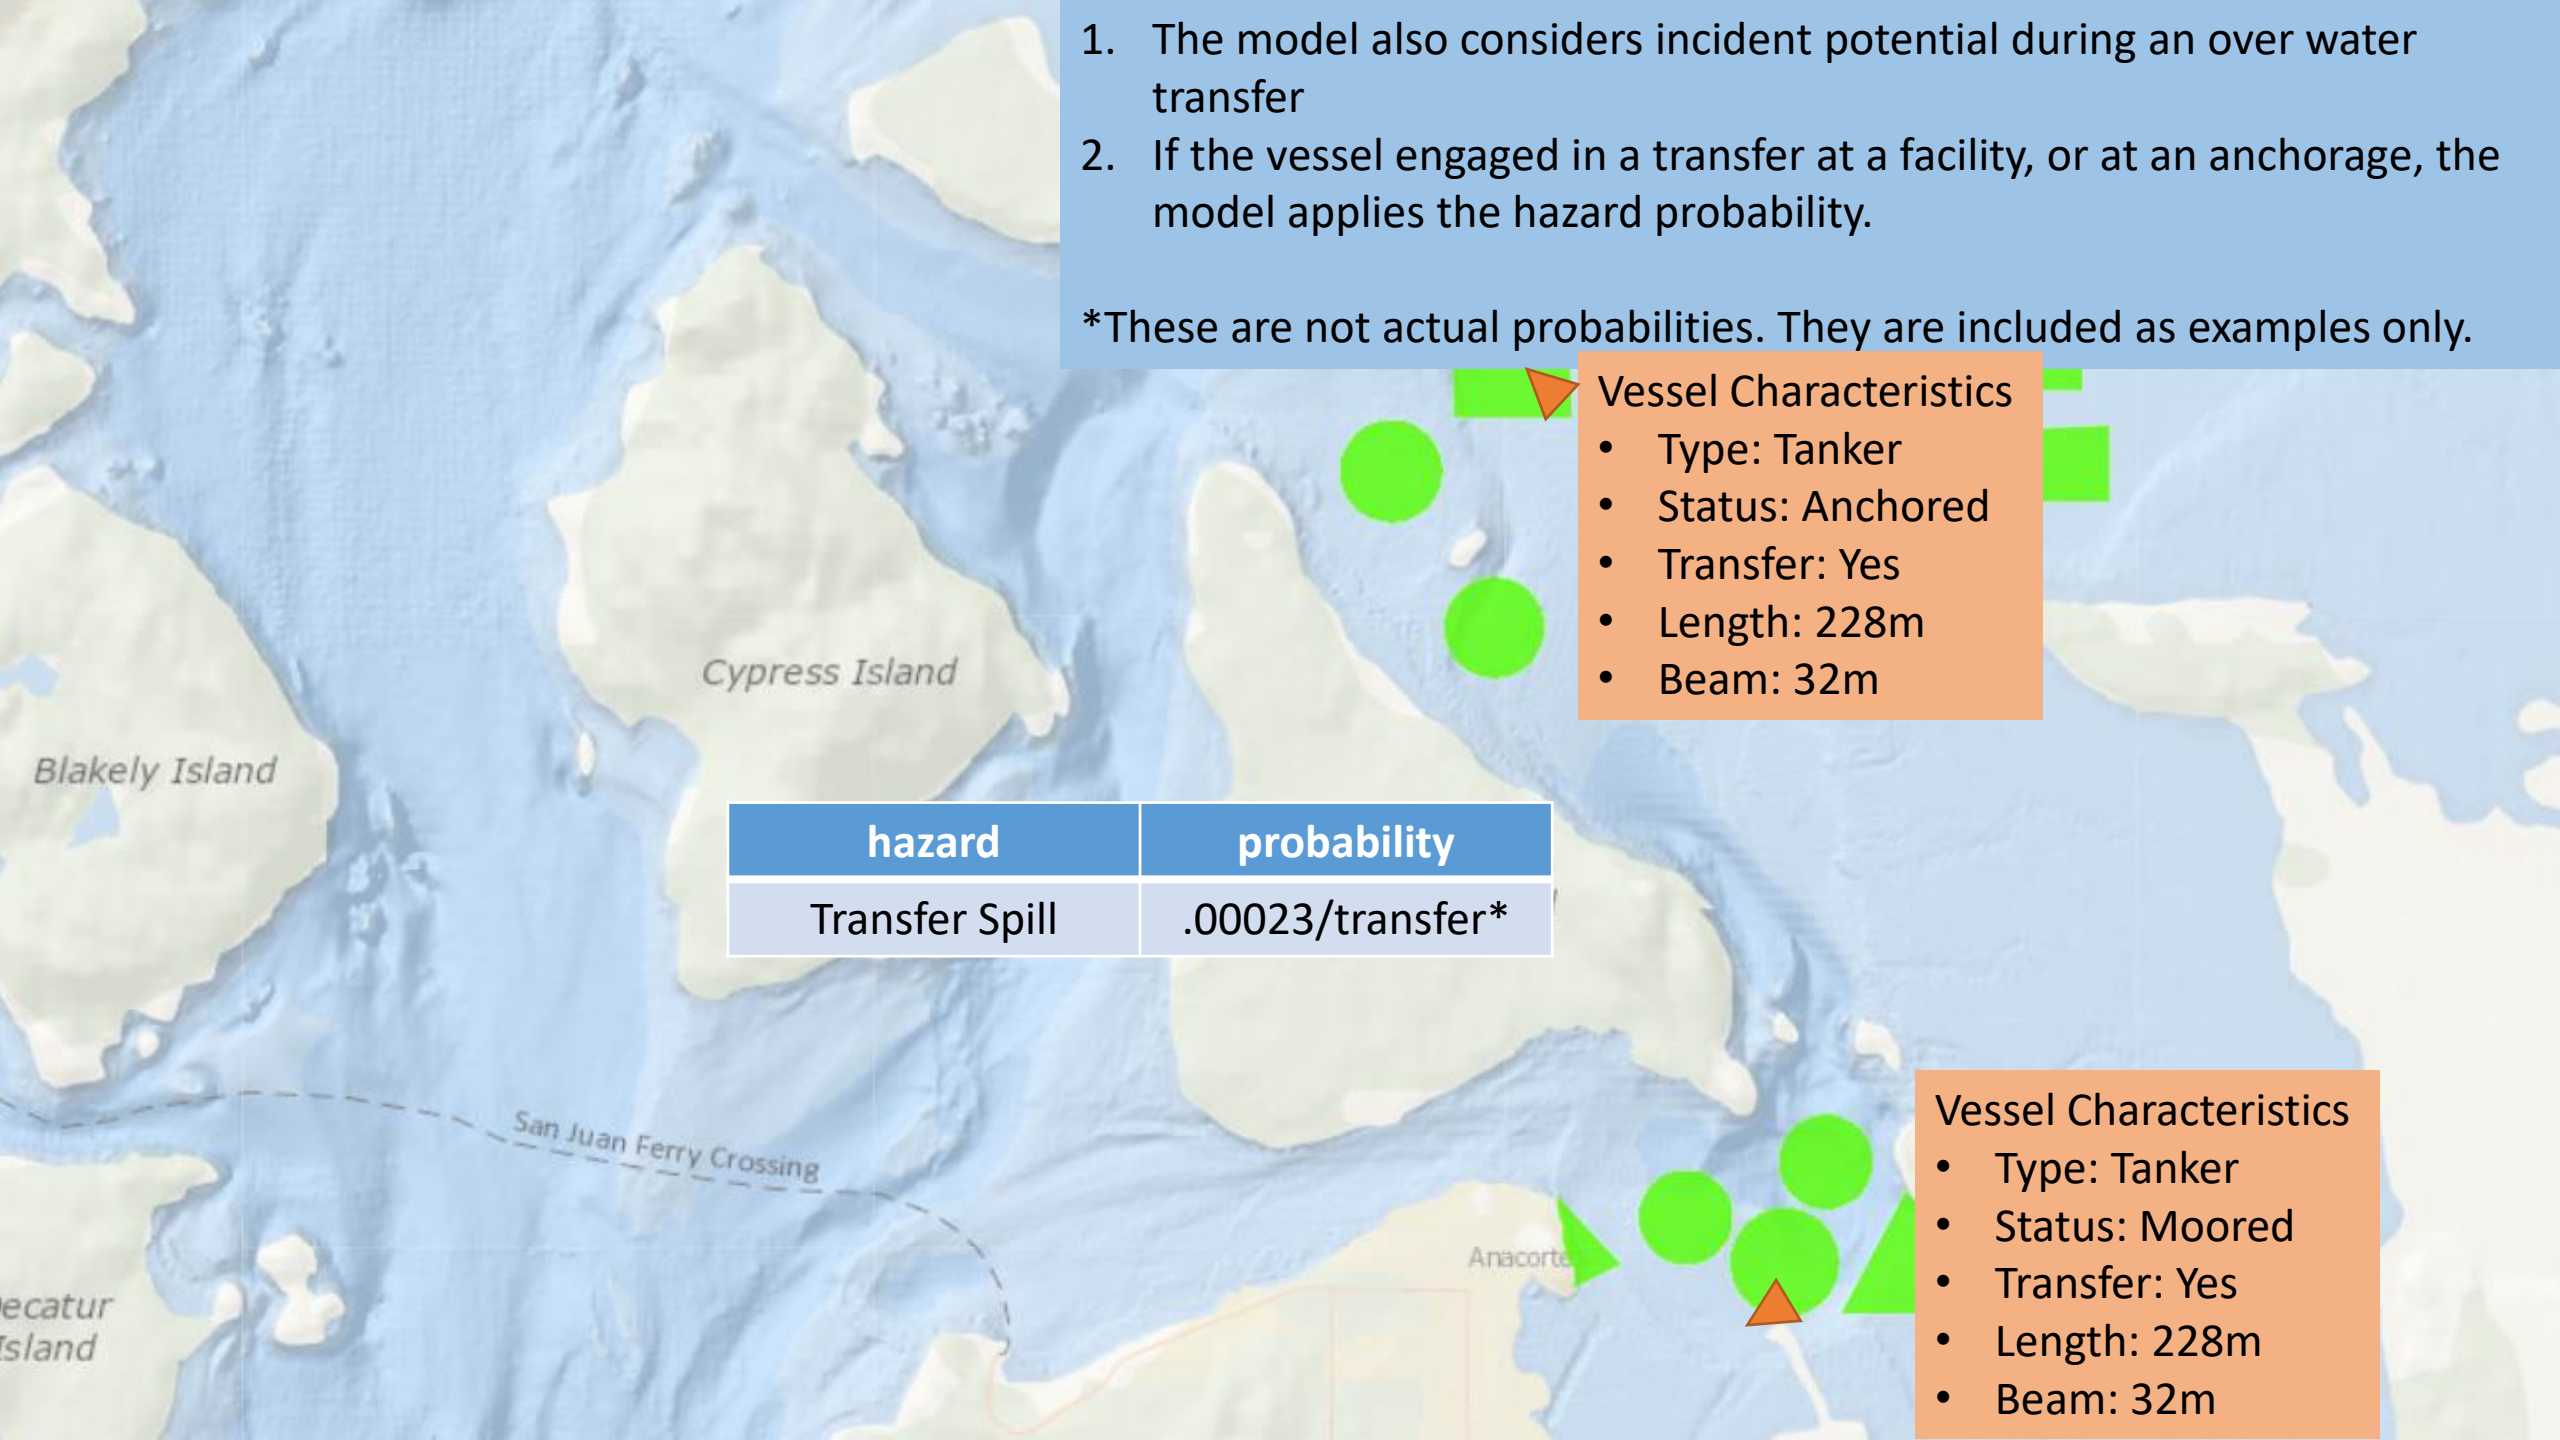 1. The model also considers incident potential during an over water
transfer
2. If the vessel engaged in a transfer at a facility, or at an anchorage, the
model applies the hazard probability.
*These are not actual probabilities. They are included as examples only.
Vessel Characteristics
• Type: Tanker
• Status: Anchored
• Transfer: Yes
• Length: 228m
• Beam: 32m
Cypress Island
Blakely Island
hazard probability
Transfer Spill .00023/transfer*
San Juan Ferry Crossing
Anacorte
ecatur
Island
Vessel Characteristics
• Type: Tanker
• Status: Moored
• Transfer: Yes
• Length: 228m
• Beam: 32m